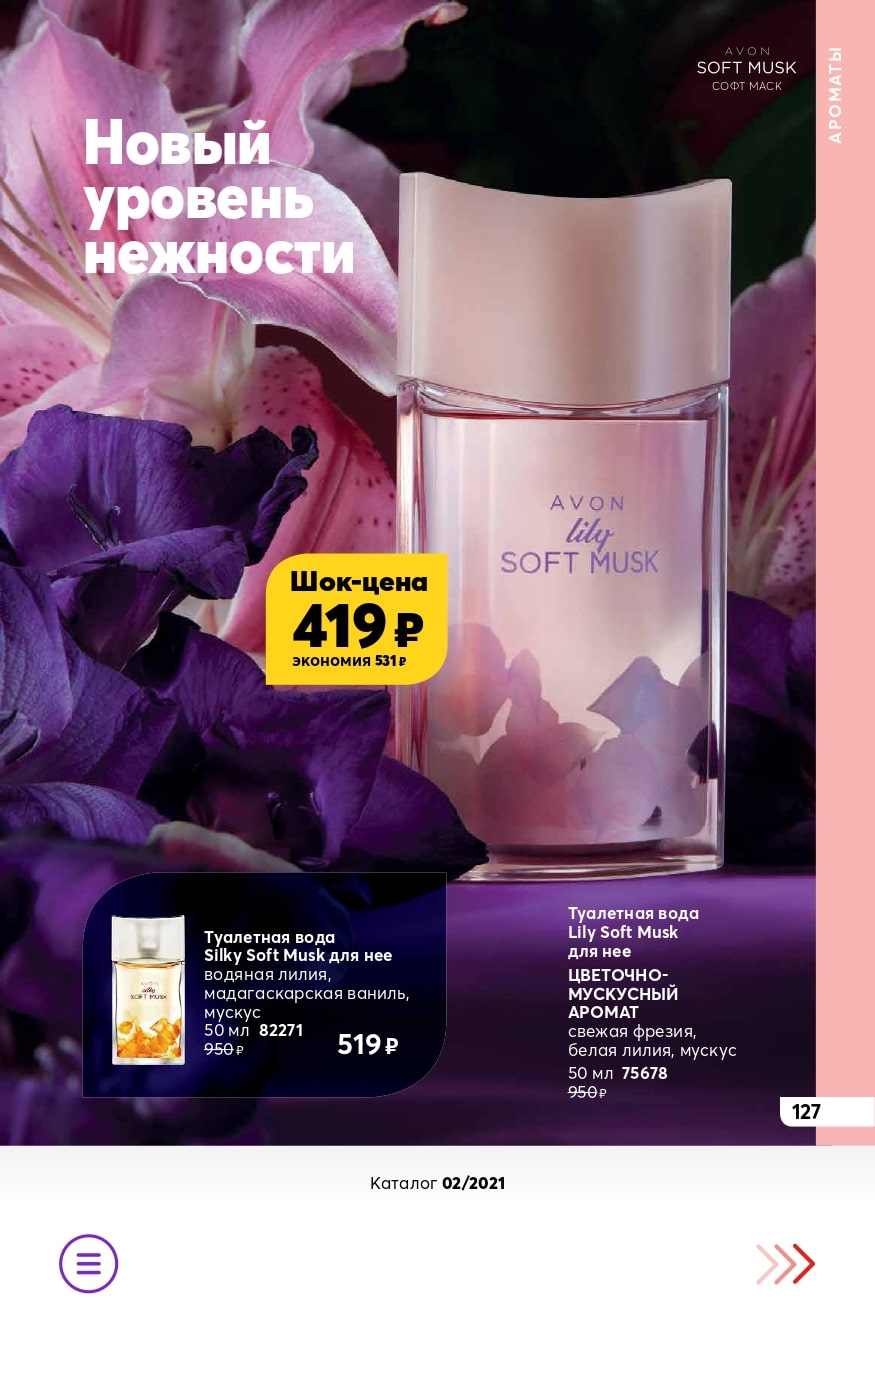 AVON
SOFT MUSK
СОФТ МАСК
АРОМАТЫ
Новый
уровень
нежности
AVON
lily
SOFT MUSK
Шок-цена
419 ₽
экономия 531 ₽
AVON
silky
SOFT MUSK
Туалетная вода
Silky Soft Musk для нее
водяная лилия,
мадагаскарская ваниль,
мускус
50 мл 82271
950 ₽
519 ₽
Туалетная вода
Lily Soft Musk
для нее
ЦВЕТОЧНО-
МУСКУСНЫЙ
АРОМАТ
свежая фрезия,
белая лилия, мускус
50 мл 75678
950 ₽
127
Каталог 02/2021